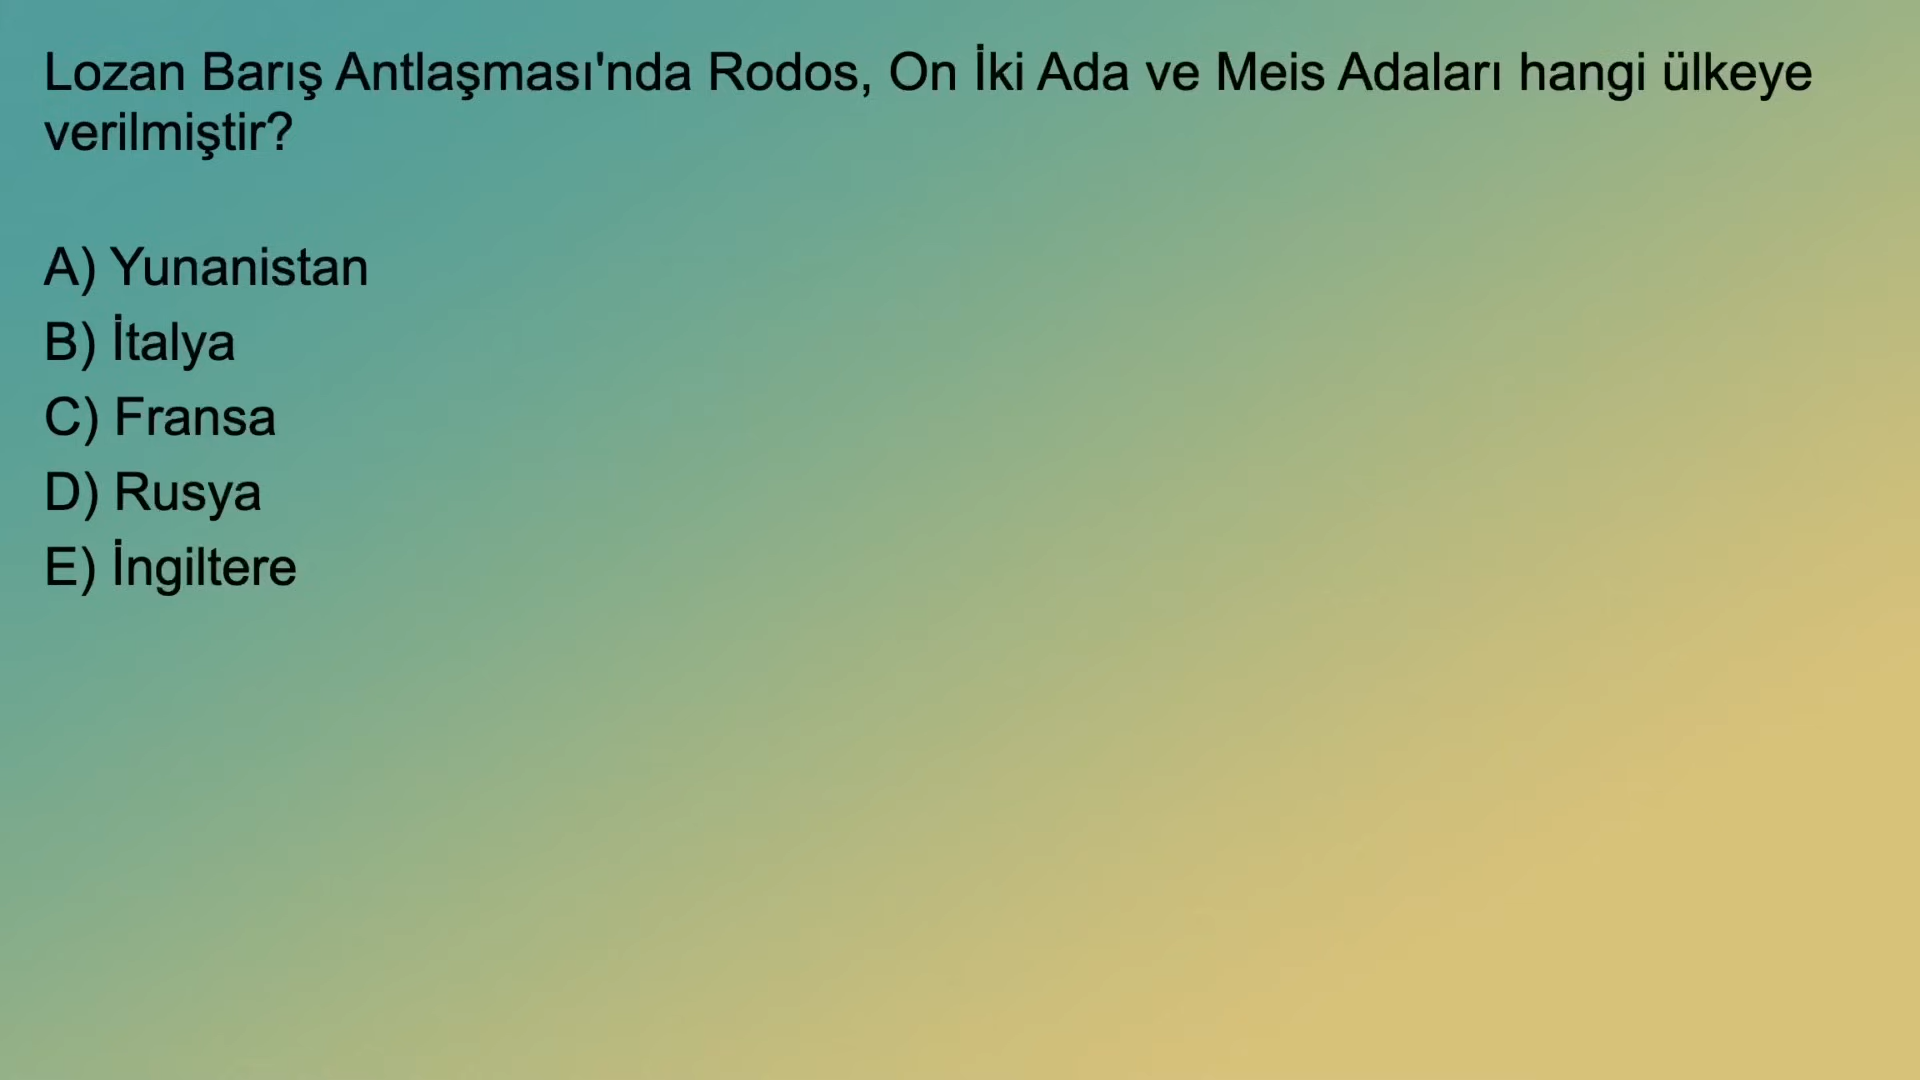 Lozan Barış Antlaşması'nda Rodos, On İki Ada ve Meis Adaları hangi ülkeye
verilmiştir?
A) Yunanistan
B) İtalya
C) Fransa
D) Rusya
E) İngiltere